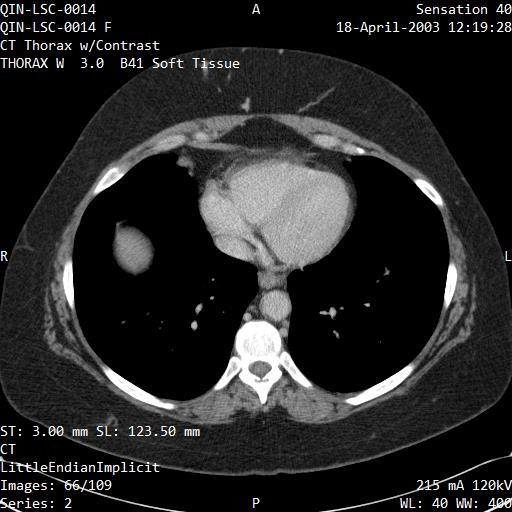 QIN-LSC-0014 A Sensation 40
QIN-LSC-0014 F 18-April-2003 12:19:28
CT Thorax w/Contrast
THORAX W 3.0 B41 Soft Tissue
R L
ST: 3.00 mm SL: 123.50 mm
CT
LittleEndianImplicit
Images: 66/109 215 mA 120kV
Series: 2 P WL: 40 WW: 400